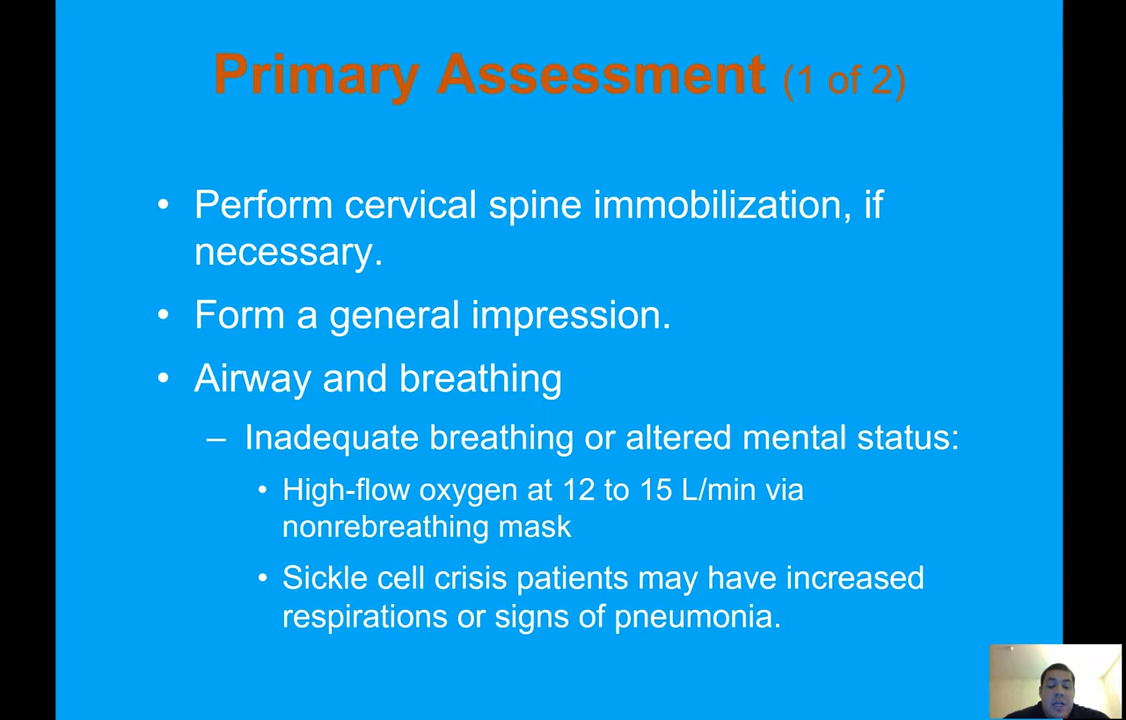 Primary Assessment (1 of 2)
• Perform cervical spine immobilization, if
necessary.
• Form a general impression.
• Airway and breathing
– Inadequate breathing or altered mental status:
• High-flow oxygen at 12 to 15 L/min via
nonrebreathing mask
• Sickle cell crisis patients may have increased
respirations or signs of pneumonia.